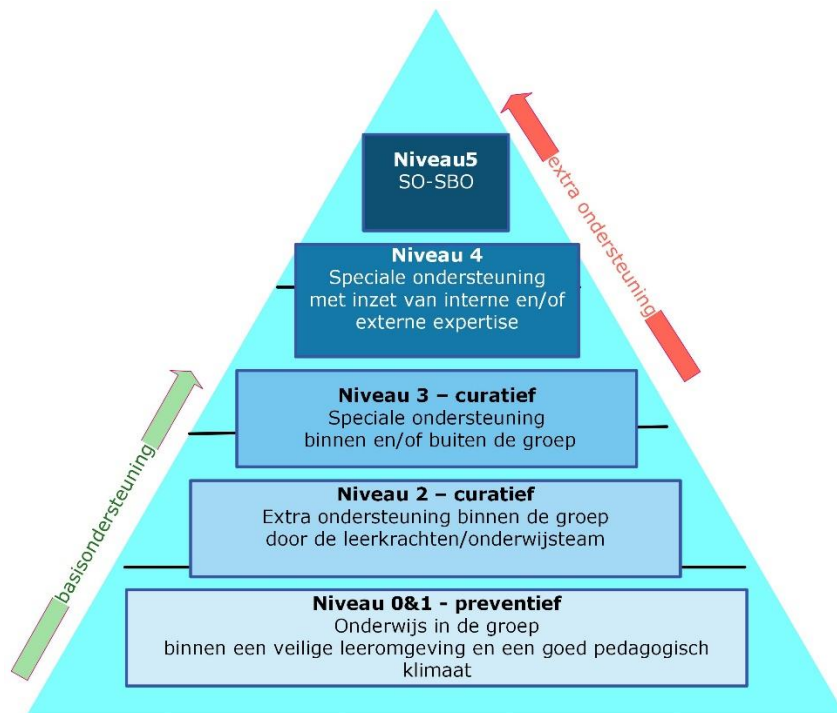 Niveau5
SO-SBO
Niveau 4
Speciale ondersteuning
met inzet van interne en/of
externe expertise
extra ondersteuning
Niveau 3 – curatief
Speciale ondersteuning
binnen en/of buiten de groep
Niveau 2 – curatief
Extra ondersteuning binnen de groep
door de leerkrachten/onderwijsteam
basisondersteuning
Niveau 0&1 - preventief
Onderwijs in de groep
binnen een veilige leeromgeving en een goed pedagogisch
klimaat